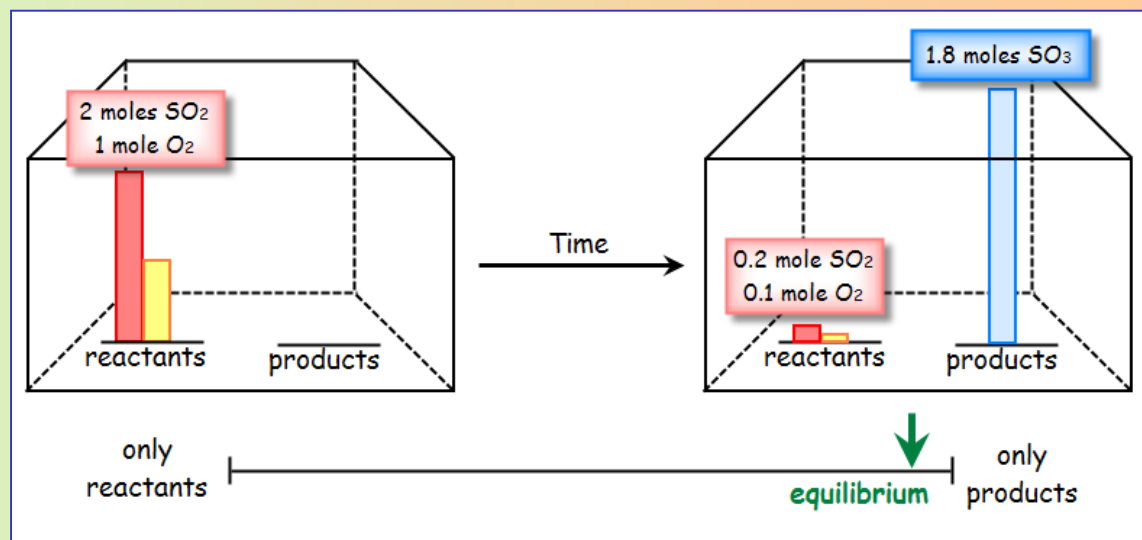 2 moles SO₂
1 mole O₂
reactants
products
Time
1.8 moles SO₃
0.2 mole SO₂
0.1 mole O₂
reactants
products
only
reactants
equilibrium
only
products